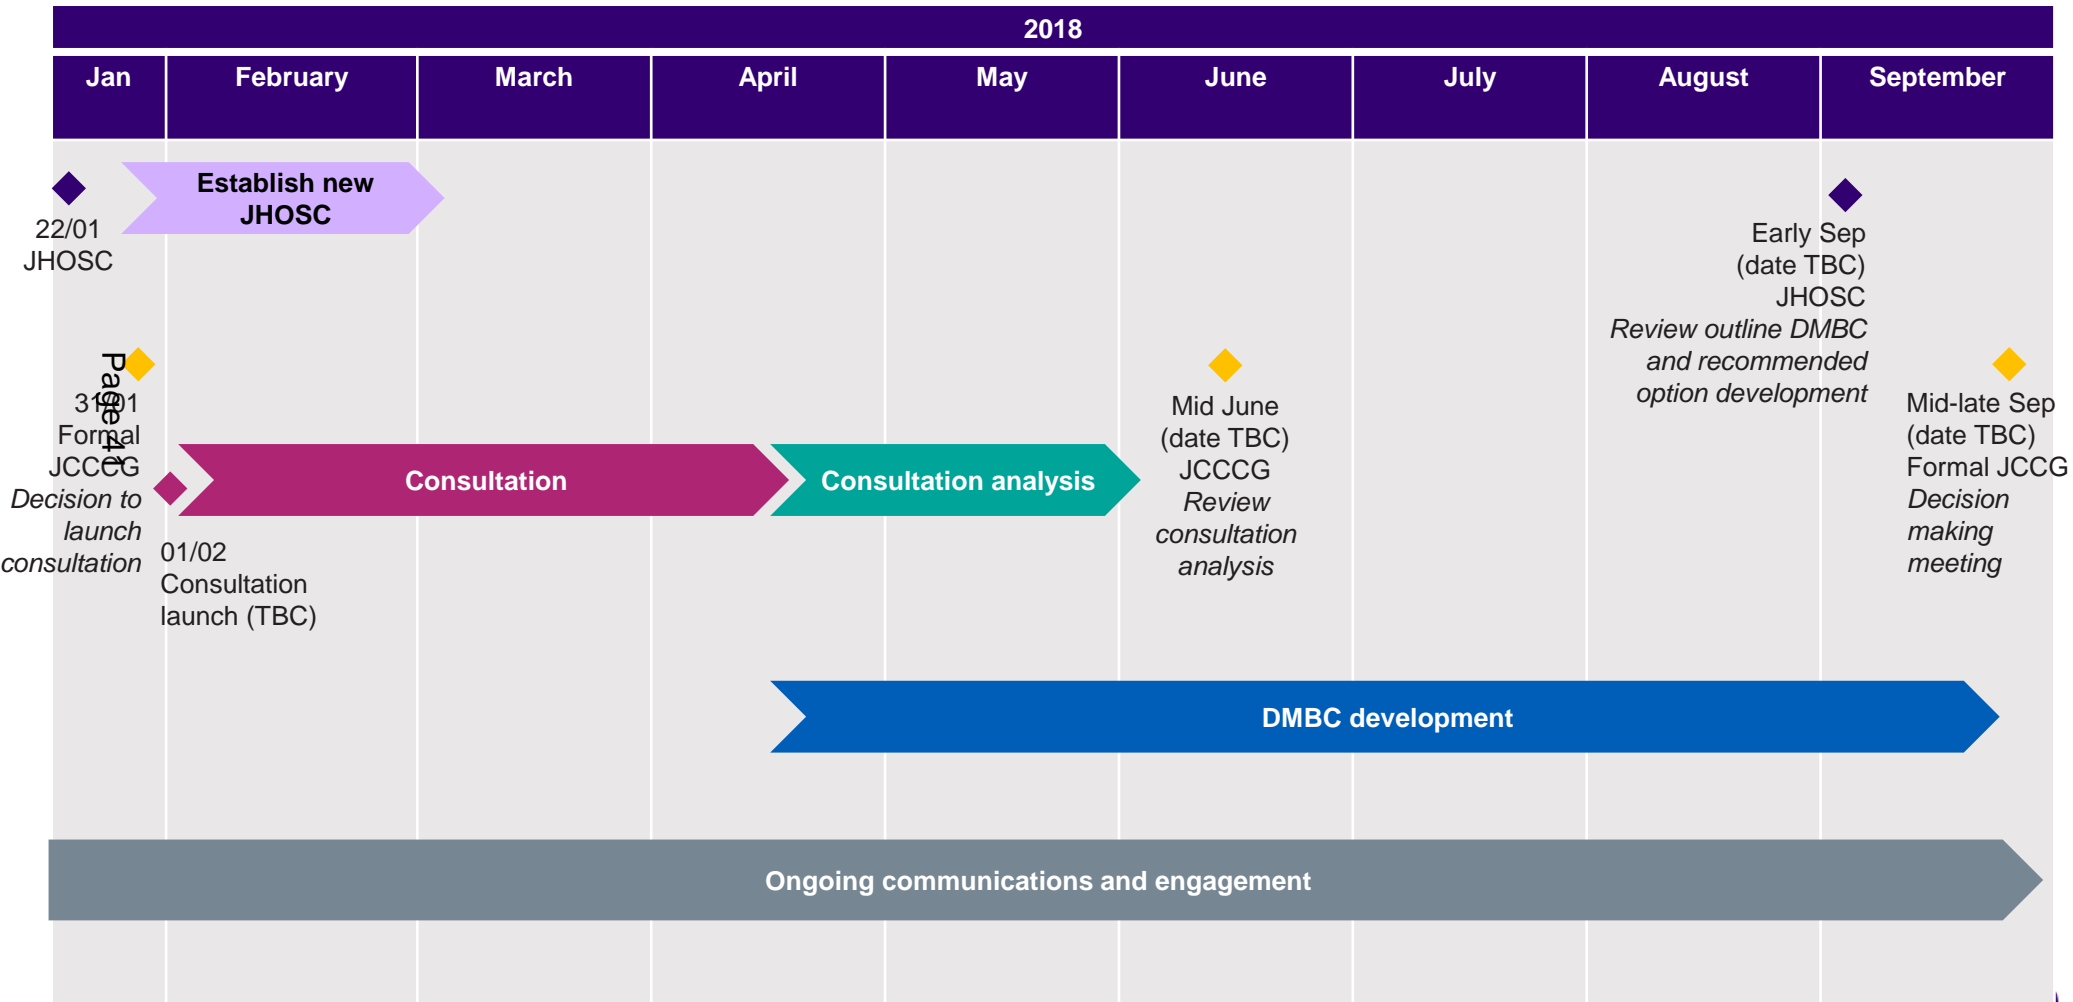 2018
Jan
February
March
April
May
June
July
August
September
Establish new
JHOSC
22/01
JHOSC
Early Sep
(date TBC)
JHOSC
Review outline DMBC
and recommended
option development
Page 41
31/01
Formal
JCCCG
Decision to
launch
consultation
01/02
Consultation
launch (TBC)
Consultation
Consultation analysis
Mid June
(date TBC)
JCCCG
Review
consultation
analysis
Mid-late Sep
(date TBC)
Formal JCCG
Decision
making
meeting
DMBC development
Ongoing communications and engagement